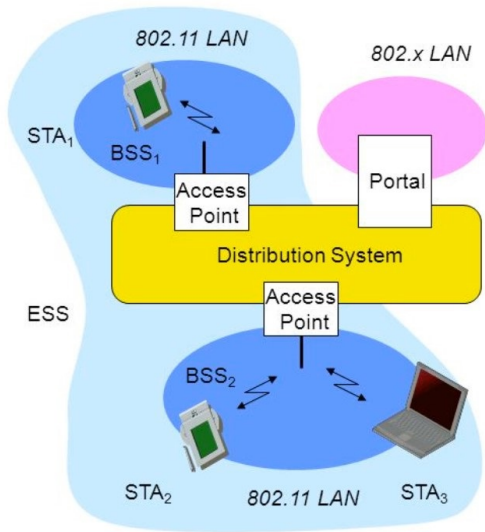 802.11 LAN
802.x LAN
STA₁
BSS₁
Access
Point
Portal
Distribution System
Access
Point
ESS
BSS₂
STA₂
802.11 LAN
STA₃